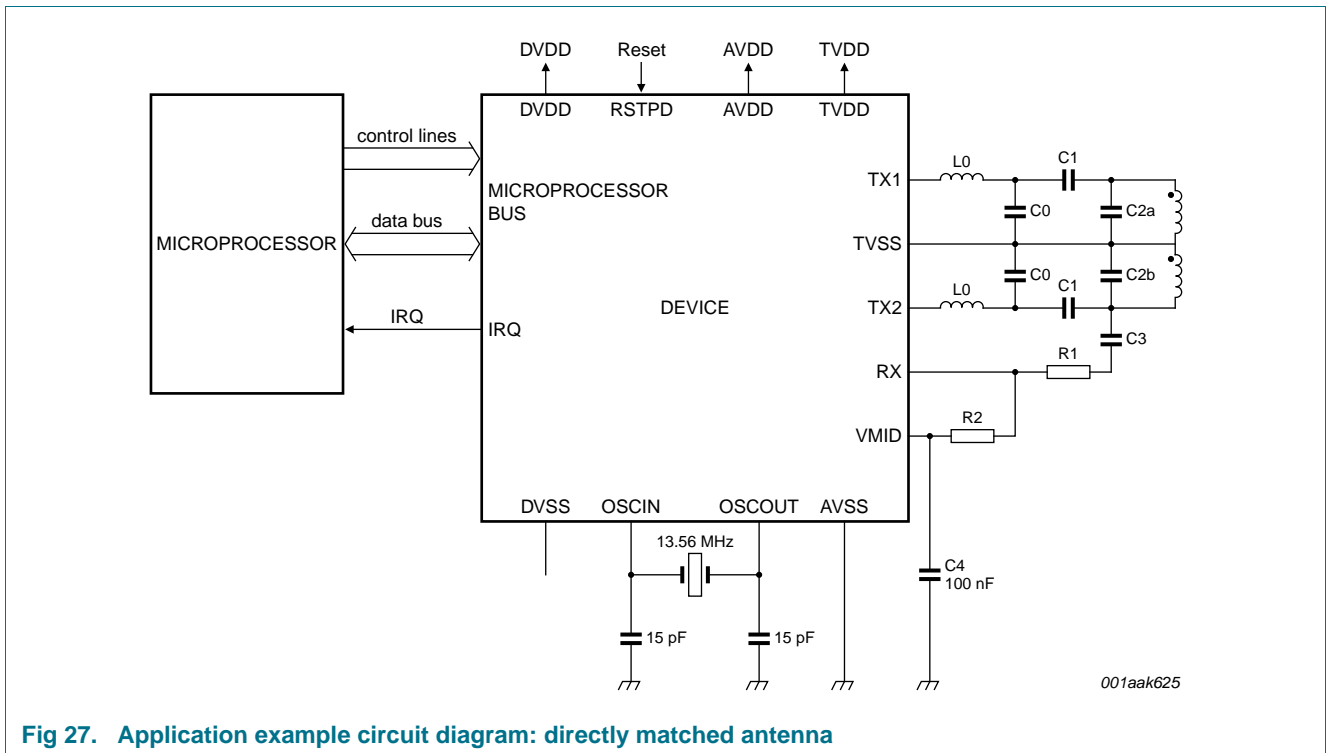 DVDD Reset AVDD TVDD
DVDD RSTPD AVDD TVDD
control lines
L0 C1
TX1
MICROPROCESSOR
BUS
C0 C2a
data bus
MICROPROCESSOR
TVSS
C0 C2b
L0 C1
DEVICE
TX2
IRQ
IRQ
C3
R1
RX
R2
VMID
DVSS OSCIN OSCOUT AVSS
13.56 MHz
C4
100 nF
15 pF 15 pF
001aak625
Fig 27. Application example circuit diagram: directly matched antenna